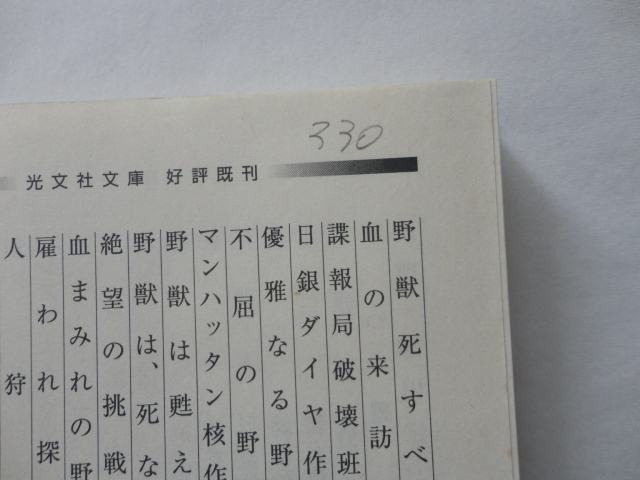 330
光文社文庫 好評既刊
野獣死すべ
血の来訪
諜報局破壊班
日銀ダイヤ作
優雅なる野
不屈の野
マンハッタン核作
野獣は甦え
野獣は、死な
絶望の挑戦
血まみれの野
雇われ探
人狩